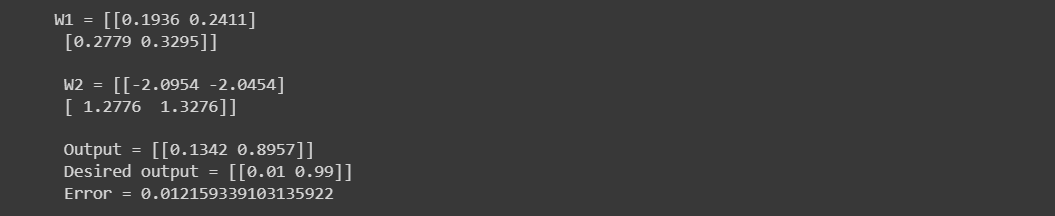 W1 = [[0.1936 0.2411]
[0.2779 0.3295]]
W2 = [[-2.0954 -2.0454]
[ 1.2776  1.3276]]
Output = [[0.1342 0.8957]]
Desired output = [[0.01 0.99]]
Error = 0.012159339103135922